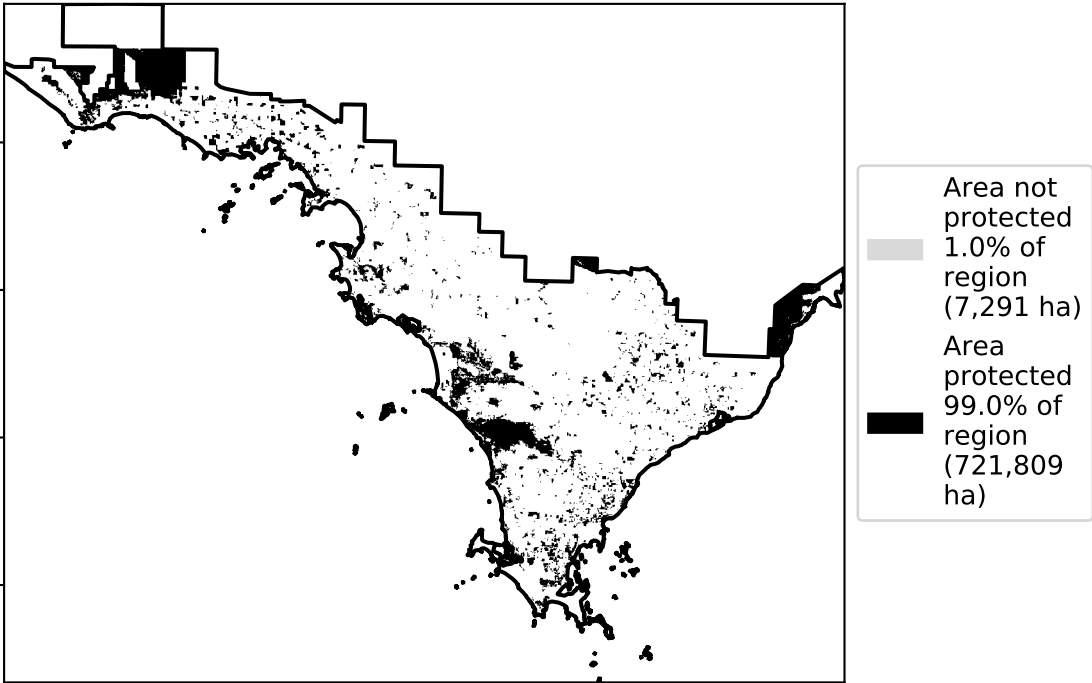 Area not
protected
1.0% of
region
(7,291 ha)
Area
protected
99.0% of
region
(721,809
ha)